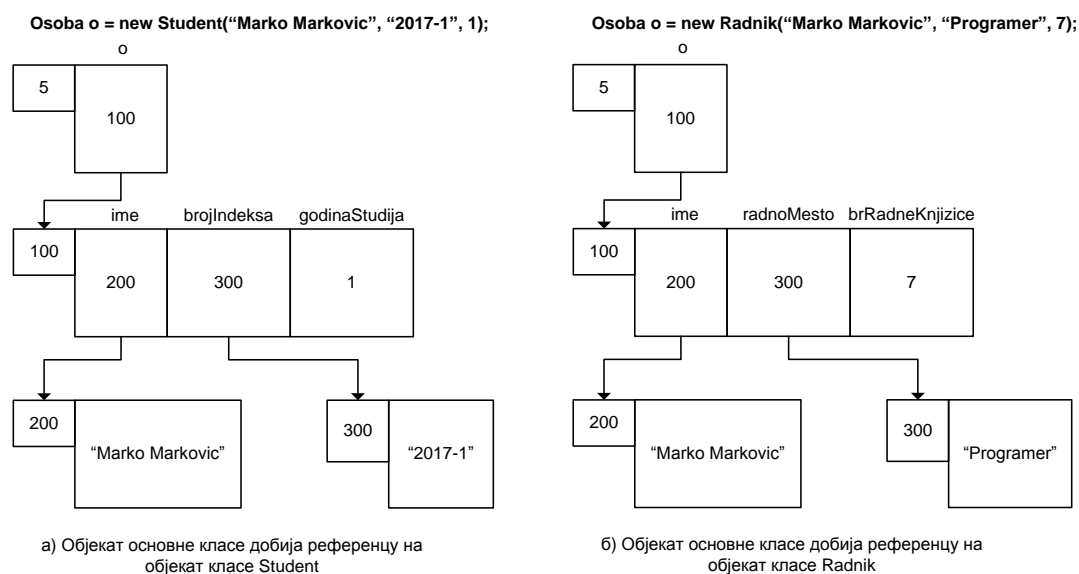 Osoba o = new Student(“Marko Markovic”, “2017-1”, 1);
o
5
100
ime brojIndeksa godinaStudija
100
200 300 1
200
“Marko Markovic”
300
“2017-1”
а) Објекат основне класе добија референцу на
објекат класе Student
Osoba o = new Radnik(“Marko Markovic”, “Programer”, 7);
o
5
100
ime radnoMesto brRadneKnjizice
100
200 300 7
200
“Marko Markovic”
300
“Programer”
б) Објекат основне класе добија референцу на
објекат класе Radnik